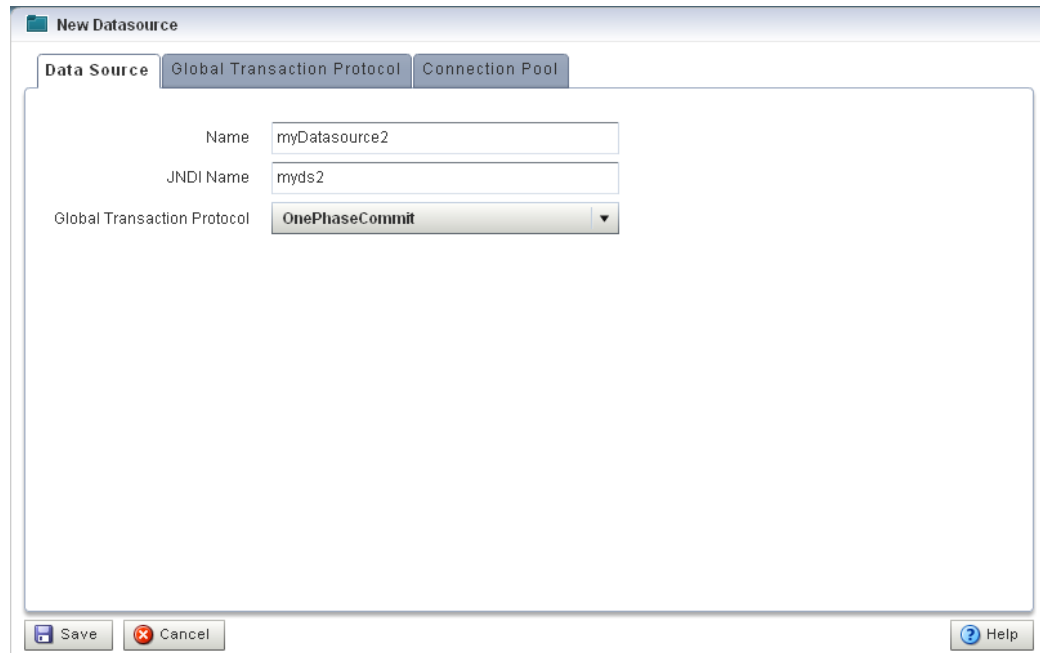 New Datasource
Data Source Global Transaction Protocol Connection Pool
Name myDatasource2
JNDI Name myds2
Global Transaction Protocol OnePhaseCommit
Save Cancel Help